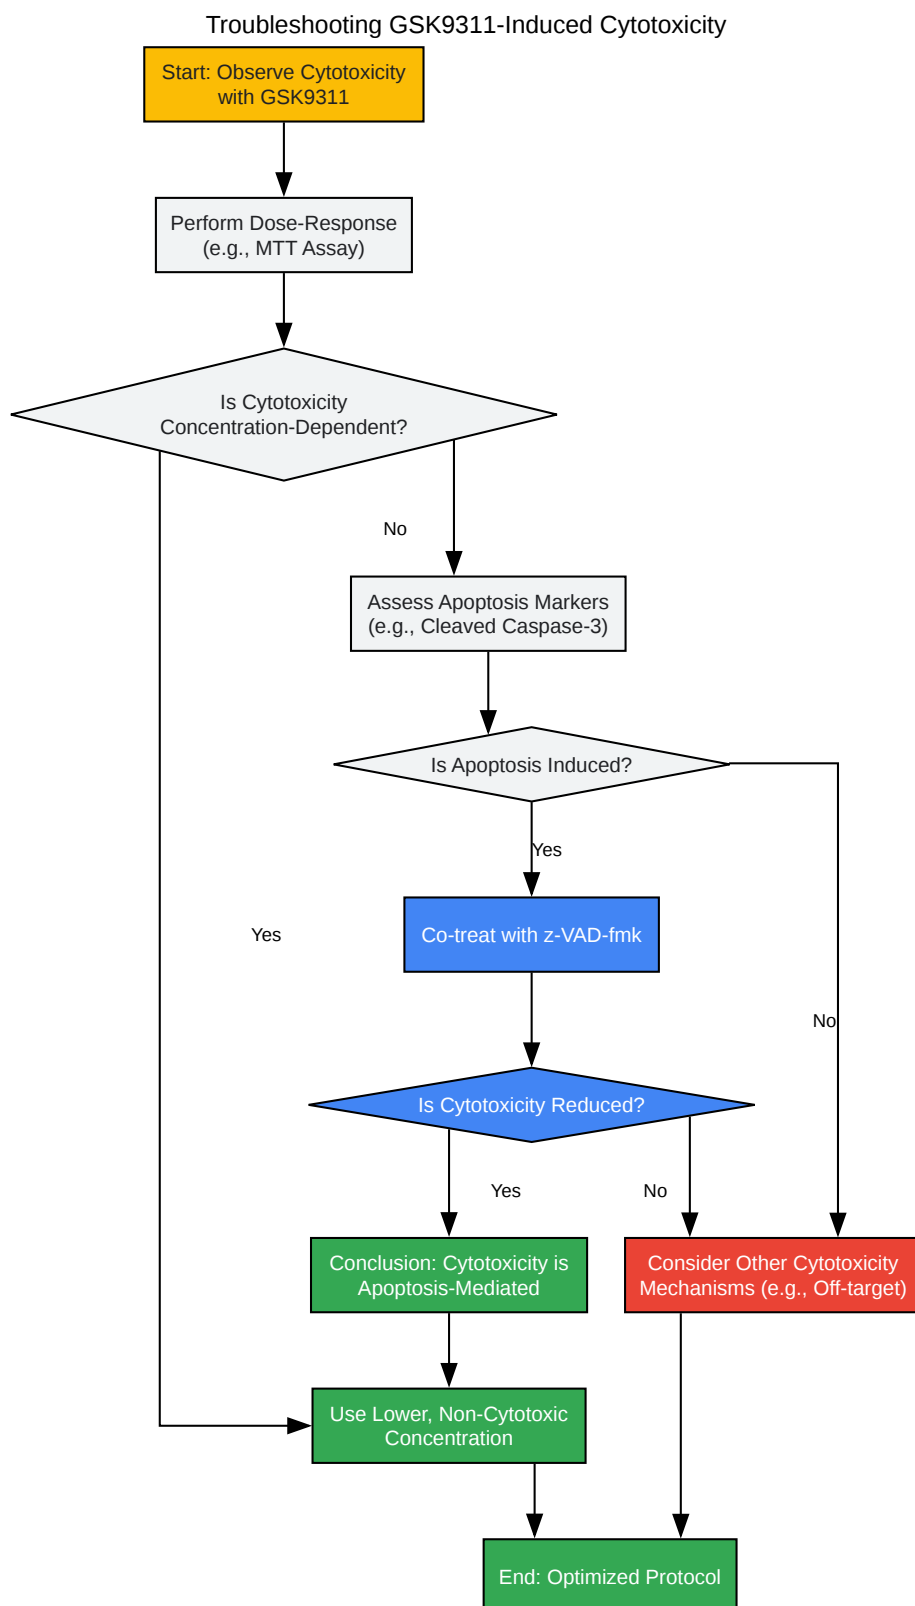 Troubleshooting GSK9311-Induced Cytotoxicity
Start: Observe Cytotoxicity
with GSK9311
Perform Dose-Response
(e.g., MTT Assay)
Is Cytotoxicity
Concentration-Dependent?
No
Assess Apoptosis Markers
(e.g., Cleaved Caspase-3)
Is Apoptosis Induced?
Yes
Co-treat with z-VAD-fmk
Yes
No
Is Cytotoxicity Reduced?
Yes
No
Conclusion: Cytotoxicity is
Apoptosis-Mediated
Consider Other Cytotoxicity
Mechanisms (e.g., Off-target)
Use Lower, Non-Cytotoxic
Concentration
End: Optimized Protocol